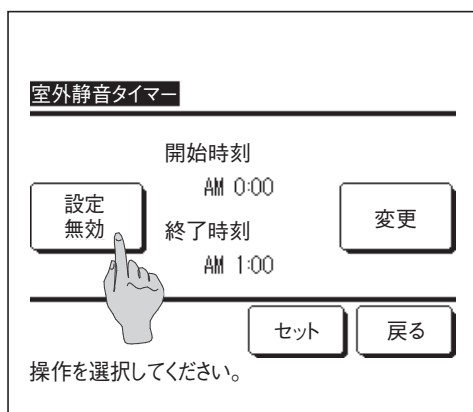 室外静音タイマー
開始時刻
AM 0:00
設定
無効
終了時刻
AM 1:00
変更
セット
戻る
操作を選択してください。